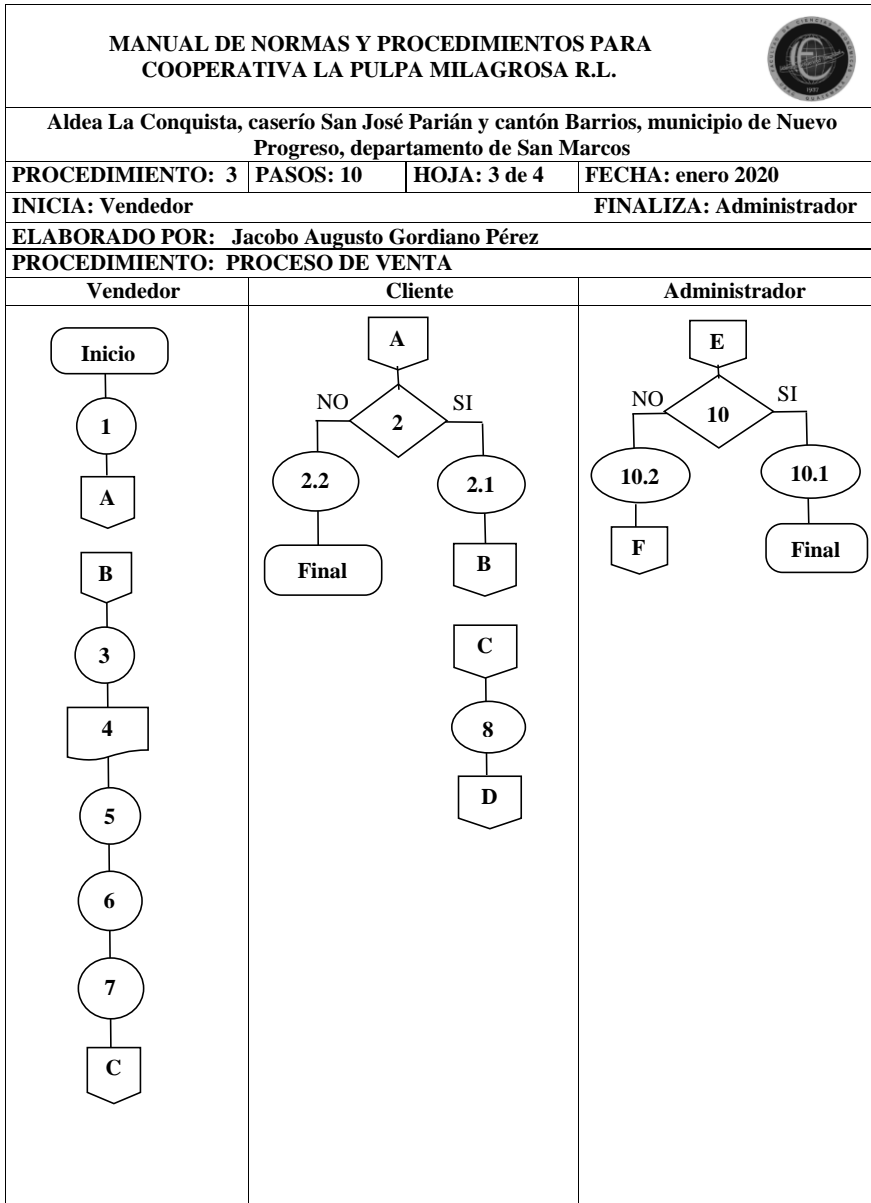 MANUAL DE NORMAS Y PROCEDIMIENTOS PARA
COOPERATIVA LA PULPA MILAGROSA R.L.
Aldea La Conquista, caserío San José Parián y cantón Barrios, municipio de Nuevo
Progreso, departamento de San Marcos
PROCEDIMIENTO: 3 PASOS: 10 HOJA: 3 de 4 FECHA: enero 2020
INICIA: Vendedor FINALIZA: Administrador
ELABORADO POR: Jacobo Augusto Gordiano Pérez
PROCEDIMIENTO: PROCESO DE VENTA
Vendedor Cliente Administrador
Inicio
1
A
B
3
4
5
6
7
C
A
2
NO SI
2.2 2.1
Final B
C
8
D
E
NO SI
10
10.2 10.1
F Final